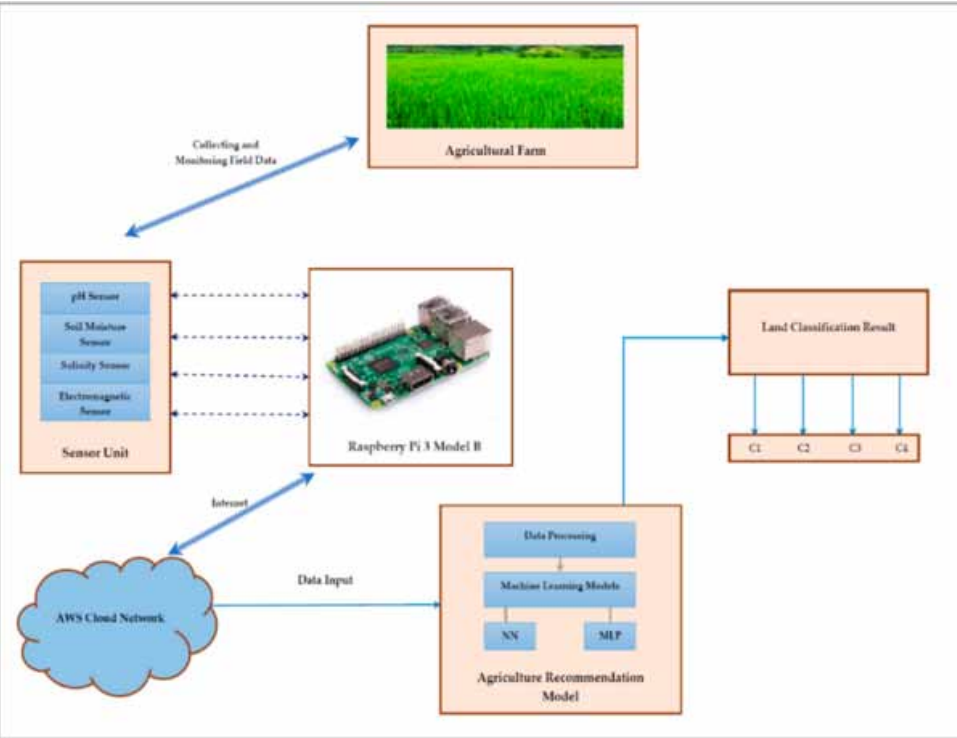 Agricultural Farm
Collecting and
Monitoring Field Data
pH Sensor
Soil Moisture
Sensor
Salinity Sensor
Electromagnetic
Sensor
Sensor Unit
Raspberry Pi 3 Model B
Land Classification Result
C1 C2 C3 C4
Internet
AWS Cloud Network
Data Input
Data Processing
Machine Learning Models
NN MLP
Agriculture Recommendation
Model